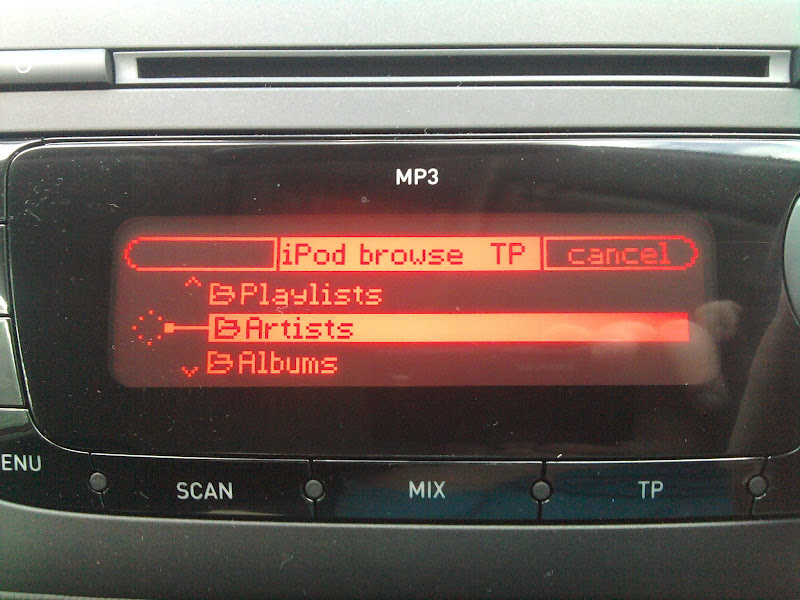 MP3
iPod browse TP cancel
Playlists
Artists
Albums
ENU
SCAN MIX TP